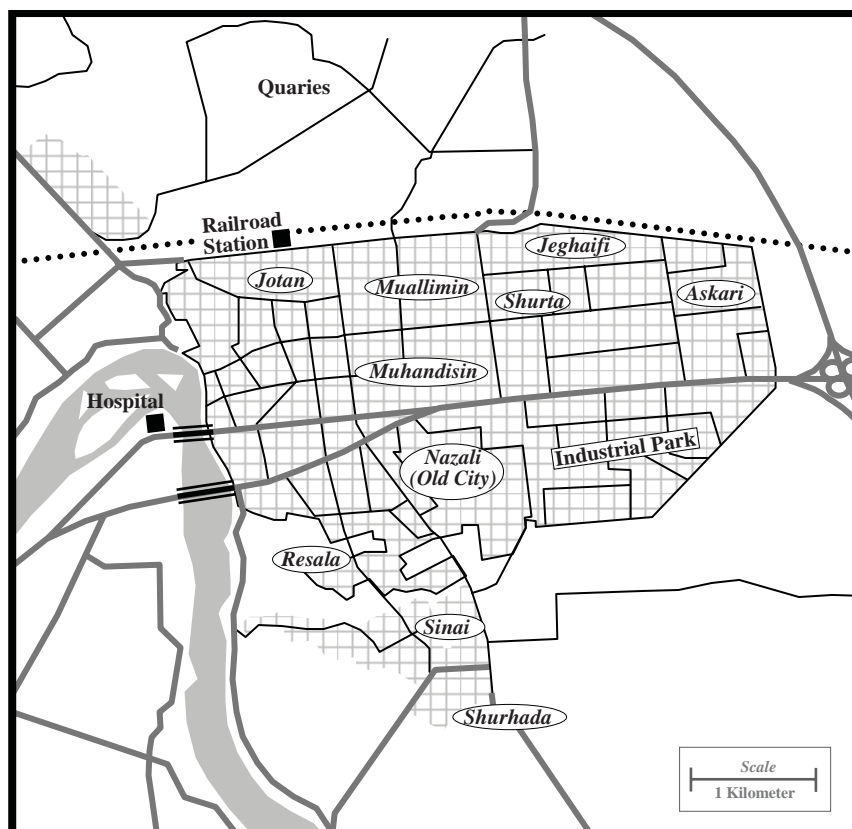 Quaries
Railroad
Station
Jeghaifi
Jotan
Muallimin
Shurta
Askari
Muhandisin
Hospital
Nazali
(Old City)
Industrial Park
Resala
Sinai
Shurhada
Scale
1 Kilometer